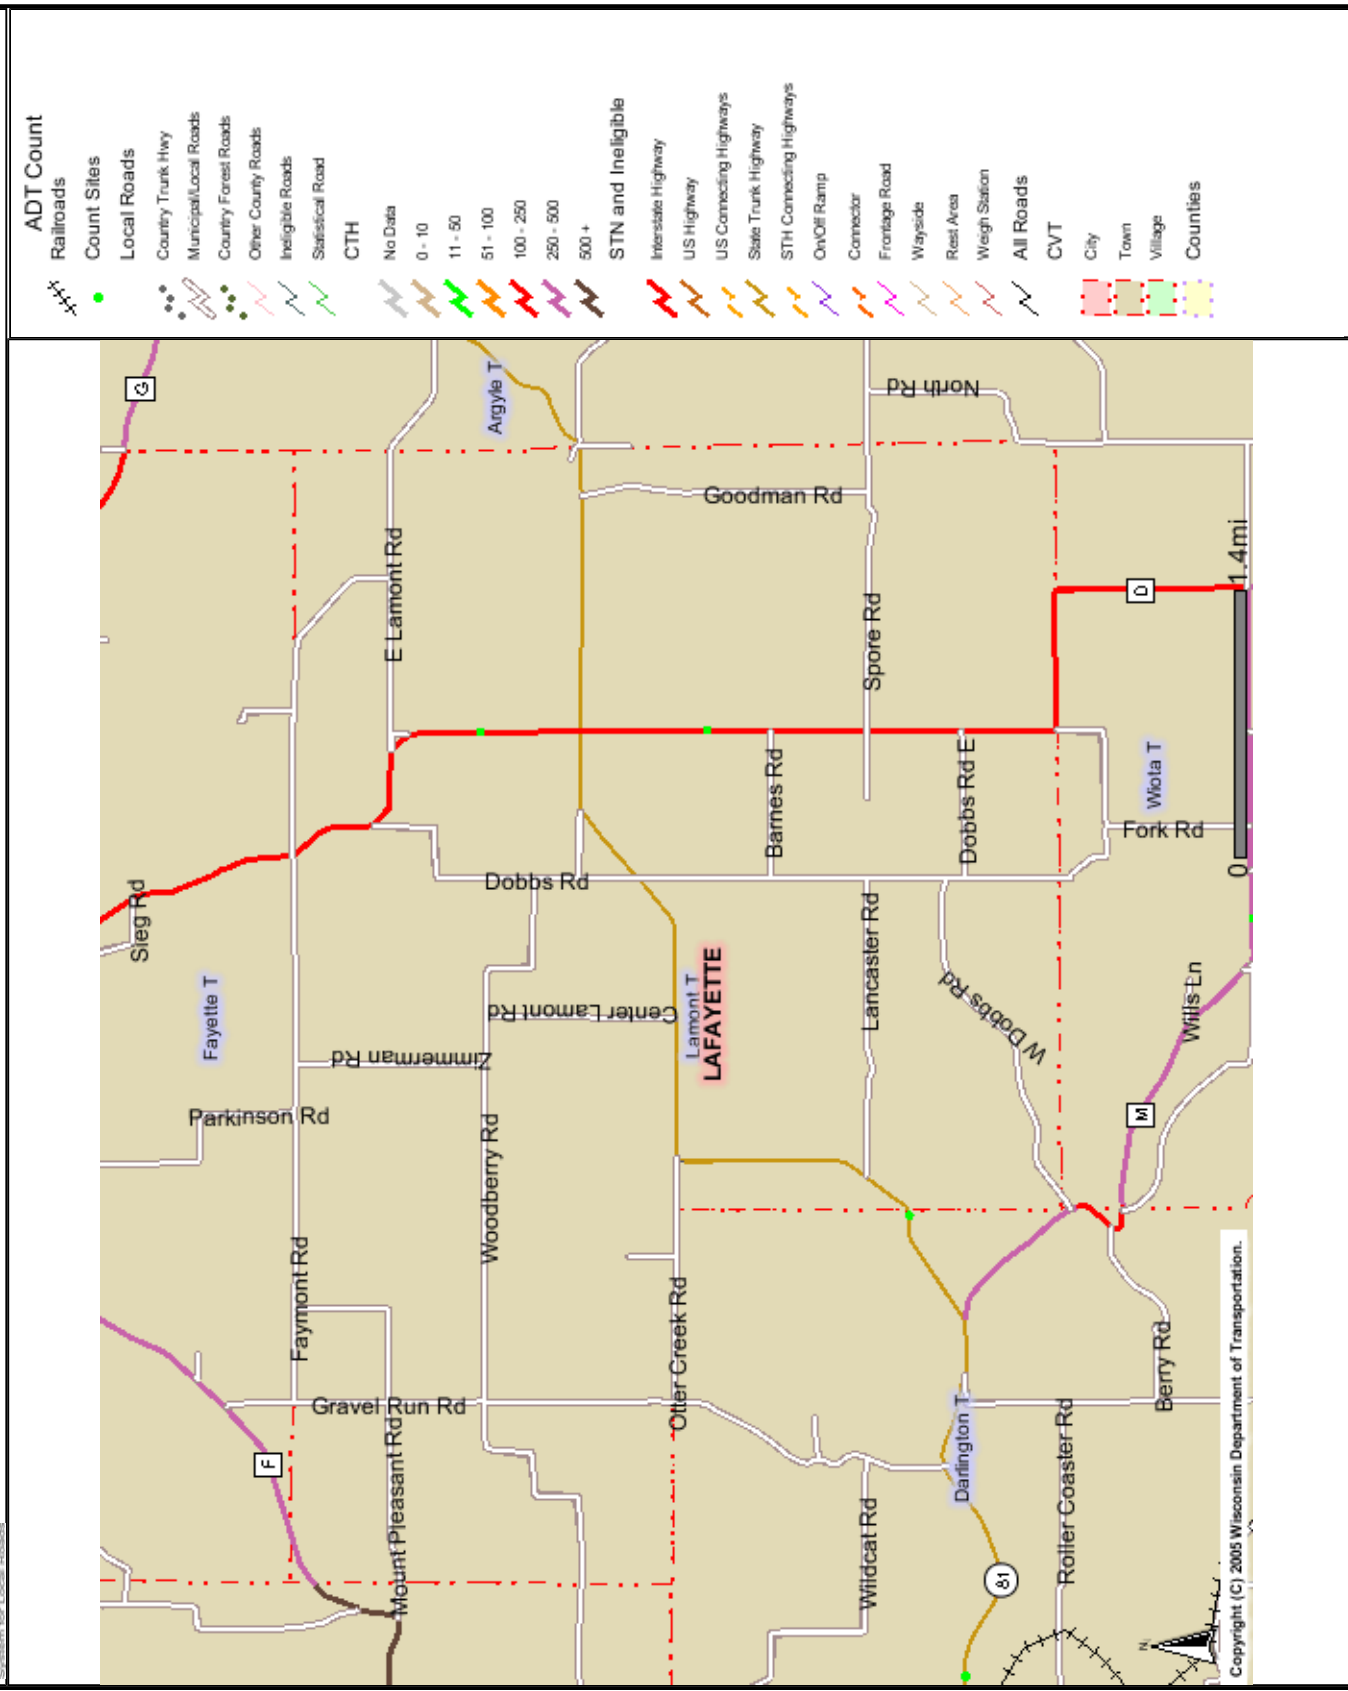 ADT Count
Railroads
Count Sites
Local Roads
Country Trunk Hwy
Municipal/Local Roads
Country Forest Roads
Other County Roads
Ineligible Roads
Statistical Road
CTH
No Data
0 - 10
11 - 50
51 - 100
100 - 250
250 - 500
500 +
STN and Ineligible
Interstate Highway
US Highway
US Connecting Highways
State Trunk Highway
STH Connecting Highways
On/Off Ramp
Connector
Frontage Road
Wayside
Rest Area
Weigh Station
All Roads
CVT
City
Town
Village
Counties
G
Argyle T
North Rd
Goodman Rd
E Lamont Rd
Spore Rd
D
1.4mi
0
Barnes Rd
Dobbs Rd E
Wiota T
Fork Rd
Dobbs Rd
Sieg Rd
Fayette T
Lancaster Rd
Center Lamont Rd
Lamont T
LAFAYETTE
W Dobbs Rd
Wills Ln
Zimmerman Rd
Parkinson Rd
M
Woodberry Rd
Faymont Rd
Otter Creek Rd
Berry Rd
Gravel Run Rd
F
Mount Pleasant Rd
Darlington T
Roller Coaster Rd
Wildcat Rd
81
N
Copyright (C) 2005 Wisconsin Department of Transportation.
System for Local Roads